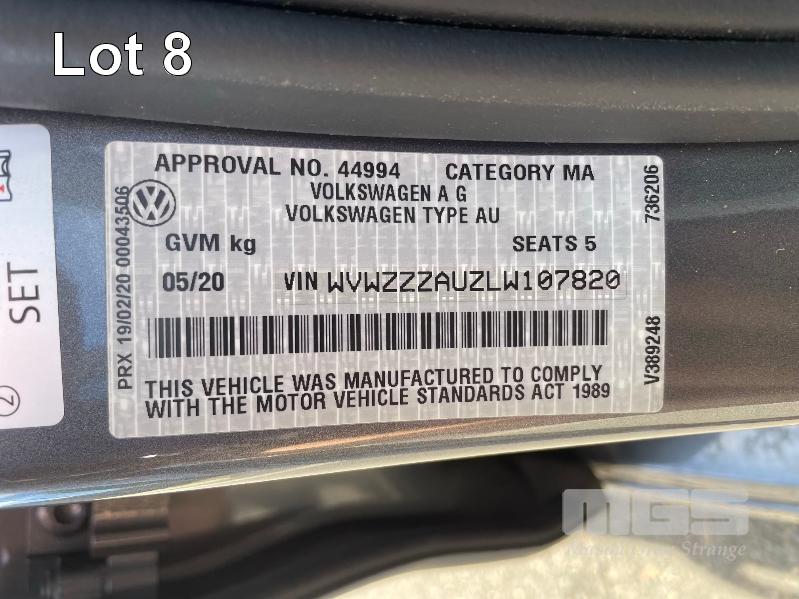 Lot 8
APPROVAL NO. 44994 CATEGORY MA
VOLKSWAGEN A G
VOLKSWAGEN TYPE AU
GVM kg SEATS 5
05/20 VIN WVWZZZAUZLW107820
THIS VEHICLE WAS MANUFACTURED TO COMPLY
WITH THE MOTOR VEHICLE STANDARDS ACT 1989
PRX 19/02/20 00043506
V389248 736206
SET
2
MGS
Strange